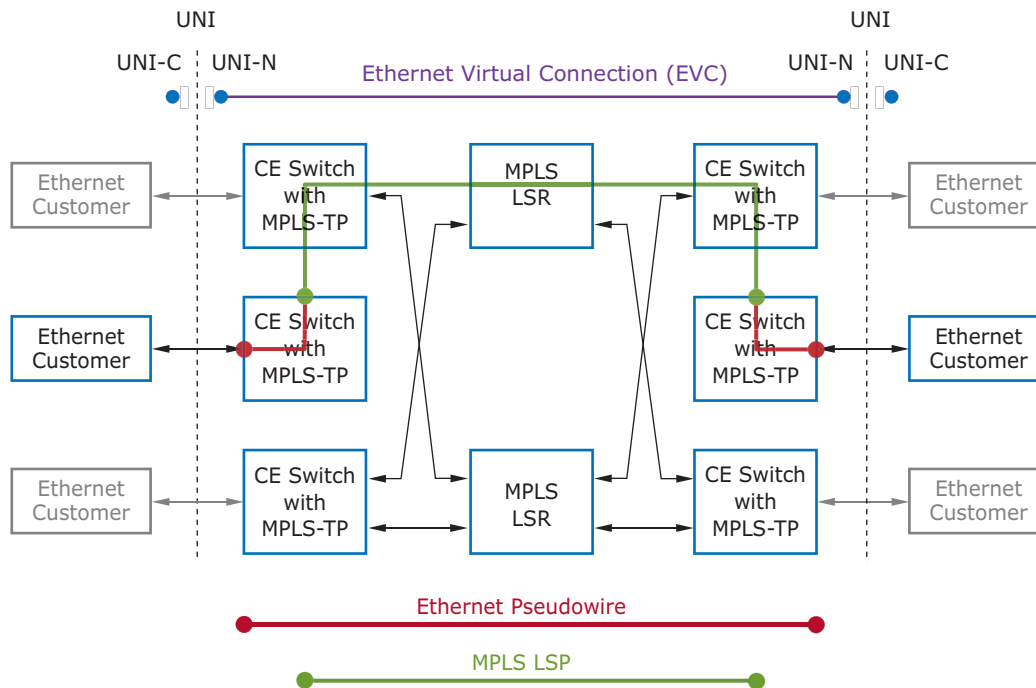 UNI
UNI
UNI-C
UNI-N
Ethernet Virtual Connection (EVC)
UNI-N
UNI-C
Ethernet
Customer
CE Switch
with
MPLS-TP
MPLS
LSR
CE Switch
with
MPLS-TP
Ethernet
Customer
Ethernet
Customer
CE Switch
with
MPLS-TP
CE Switch
with
MPLS-TP
Ethernet
Customer
Ethernet
Customer
CE Switch
with
MPLS-TP
MPLS
LSR
CE Switch
with
MPLS-TP
Ethernet
Customer
Ethernet Pseudowire
MPLS LSP